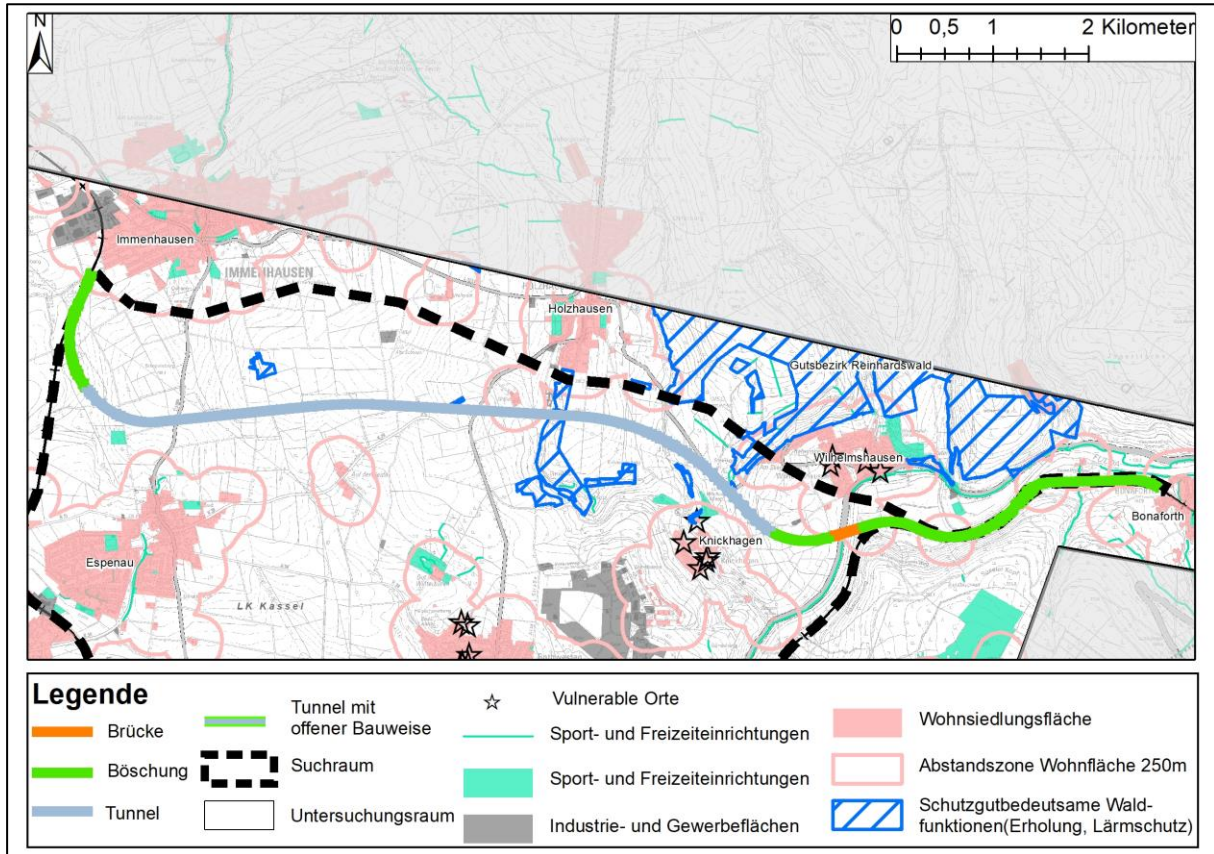 N
0 0,5 1 2 Kilometer
Immenhausen
IMMENHAUSEN
Holzhausen
Gutsbezirk Reinhardswald
Wilhelmshausen
Bonaforth
Knickhagen
Espenau
LK Kassel
Legende
Brücke
Böschung
Tunnel
Tunnel mit
offener Bauweise
Suchraum
Untersuchungsraum
Vulnerable Orte
Sport- und Freizeiteinrichtungen
Sport- und Freizeiteinrichtungen
Industrie- und Gewerbeflächen
Wohnsiedlungsfläche
Abstandszone Wohnfläche 250m
Schutzgutbedeutsame Wald-
funktionen(Erholung, Lärmschutz)